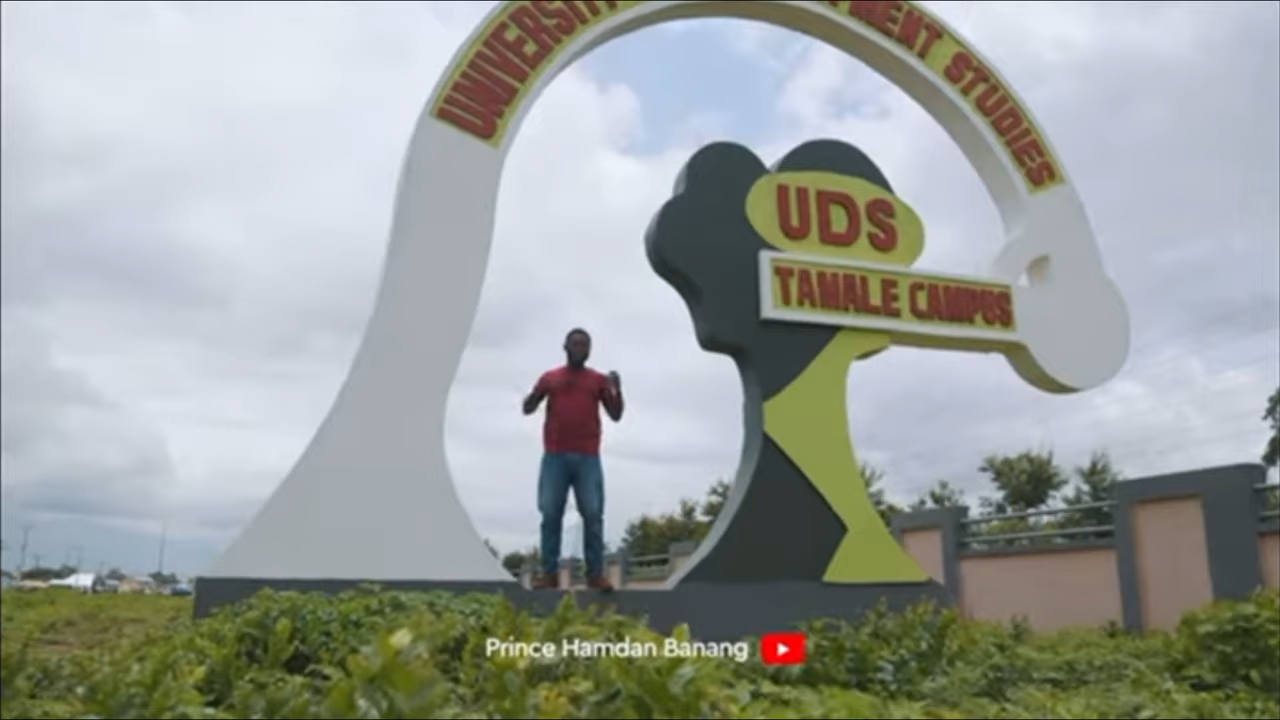 UNIVERSITY
MENT STUDIES
UDS
TAMALE CAMPUS
Prince Hamdan Banang